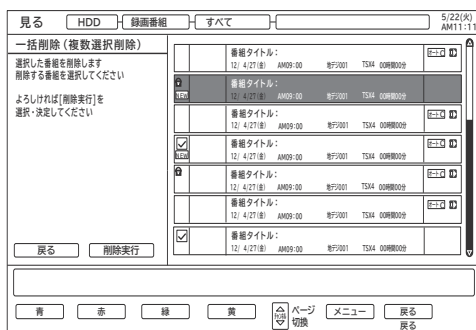 見る HDD 録画番組 すべて 5/22(火)
AM11:11
一括削除(複数選択削除)
選択した番組を削除します
削除する番組を選択してください
よろしければ[削除実行]を
選択・決定してください
番組タイトル:
12/ 4/27(金) AM09:00 地デジ001 TSX4 00時間00分
番組タイトル:
NEW 12/ 4/27(金) AM09:00 地デジ001 TSX4 00時間00分
番組タイトル:
12/ 4/27(金) AM09:00 地デジ001 TSX4 00時間00分
番組タイトル:
NEW 12/ 4/27(金) AM09:00 地デジ001 TSX4 00時間00分
番組タイトル:
12/ 4/27(金) AM09:00 地デジ001 TSX4 00時間00分
番組タイトル:
12/ 4/27(金) AM09:00 地デジ001 TSX4 00時間00分
番組タイトル:
12/ 4/27(金) AM09:00 地デジ001 TSX4 00時間00分
戻る 削除実行
青 赤 緑 黄 ページ 切換 メニュー 戻る
戻る